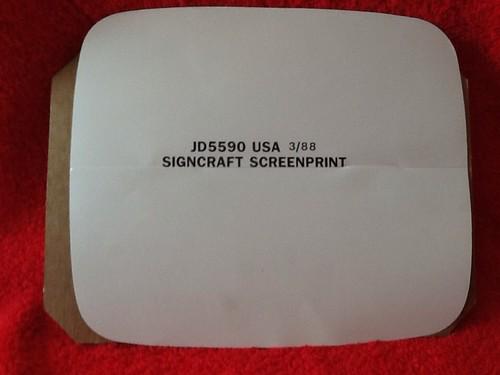 JD5590 USA 3/88
SIGNCRAFT SCREENPRINT